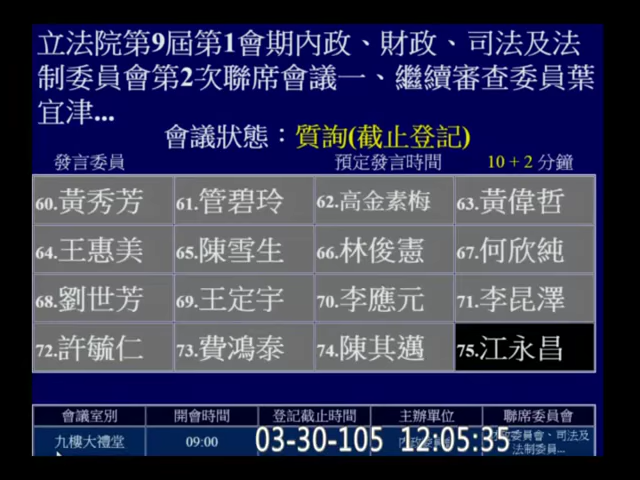 立法院第9屆第1會期內政、財政、司法及法
制委員會第2次聯席會議一、繼續審查委員葉
宜津...
會議狀態：質詢(截止登記)
發言委員 預定發言時間 10 + 2 分鐘
60.黃秀芳 61.管碧玲 62.高金素梅 63.黃偉哲
64.王惠美 65.陳雪生 66.林俊憲 67.何欣純
68.劉世芳 69.王定宇 70.李應元 71.李昆澤
72.許毓仁 73.費鴻泰 74.陳其邁 75.江永昌
會議室別 開會時間 登記截止時間 主辦單位 聯席委員會
九樓大禮堂 09:00 03-30-105 12:05:35 委員會、司法及
法制委員...